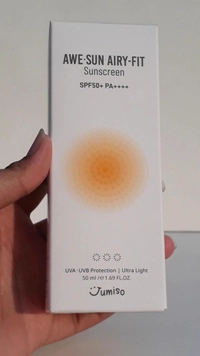 AWE·SUN AIRY-FIT
Sunscreen
SPF50+ PA++++
UVA·UVB Protection | Ultra Light
50 ml / ℮1.69 FL.OZ.
Jumiso